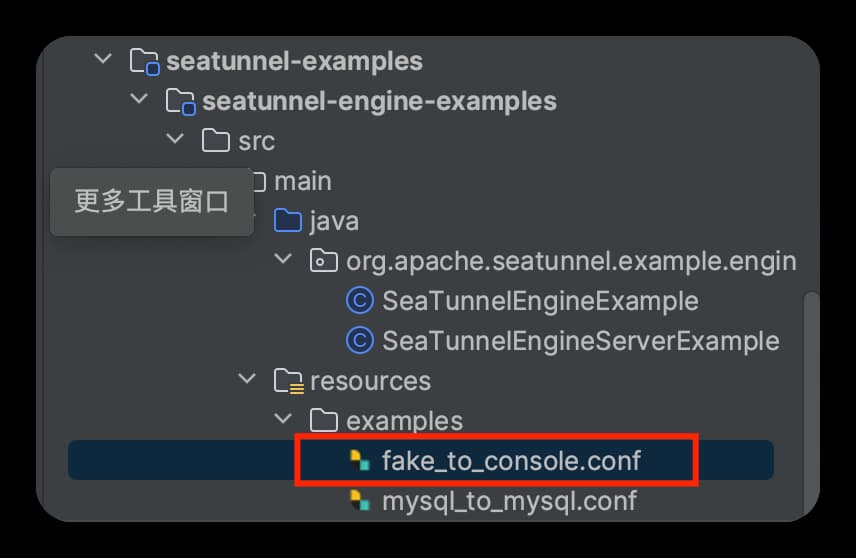 seatunnel-examples
seatunnel-engine-examples
src
main
更多工具窗口
java
org.apache.seatunnel.example.engin
SeaTunnelEngineExample
SeaTunnelEngineServerExample
resources
examples
fake_to_console.conf
mysql_to_mysql.conf